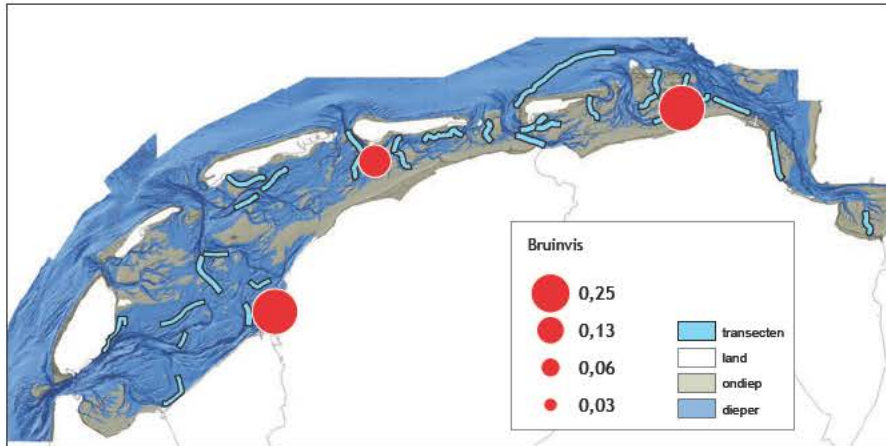 Bruinvis
0,25
0,13
0,06
0,03
transecten
land
ondiep
dieper